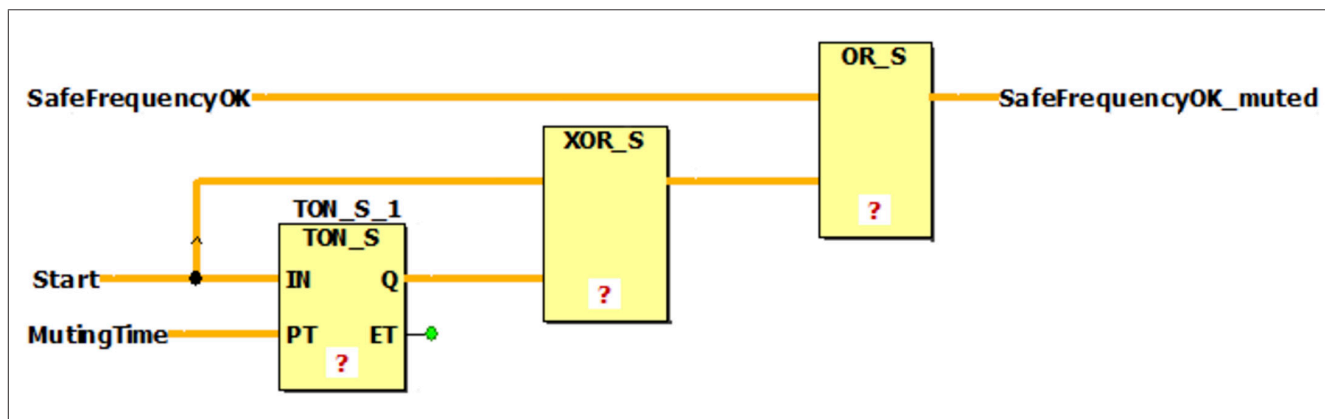 OR_S
SafeFrequencyOK
SafeFrequencyOK_muted
XOR_S
?
TON_S_1
TON_S
Start
IN
Q
?
MutingTime
PT
ET
?